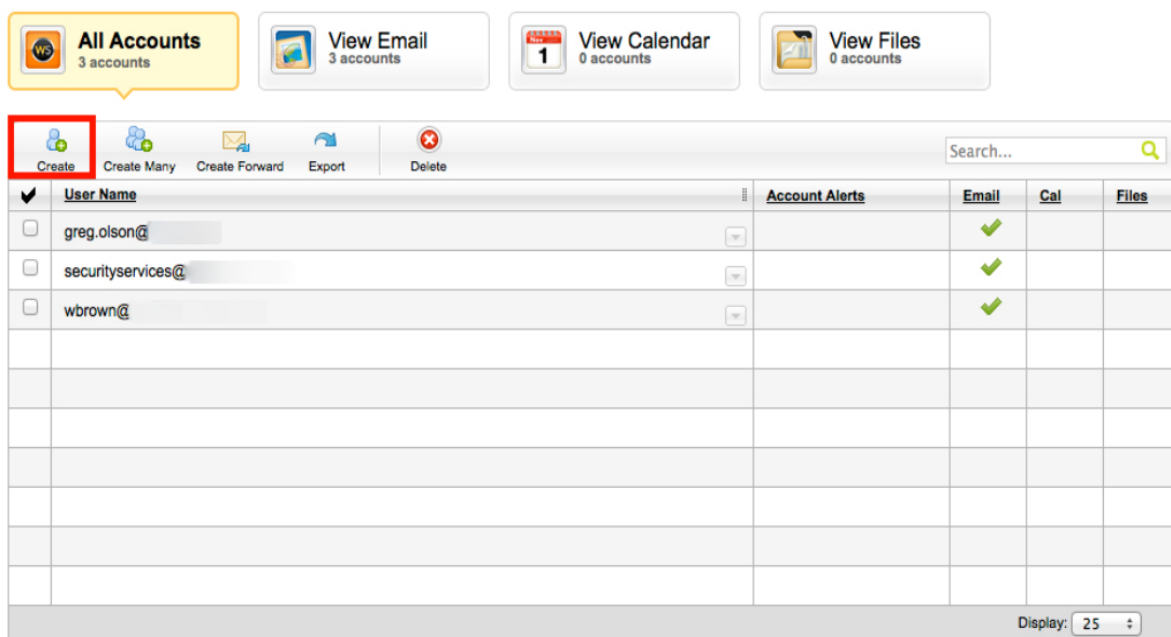 WS
All Accounts
3 accounts
View Email
3 accounts
Nov
1
View Calendar
0 accounts
View Files
0 accounts
Create
Create Many
Create Forward
Export
Delete
Search...
User Name
Account Alerts
Email
Cal
Files
greg.olson@
securityservices@
wbrown@
Display: 25